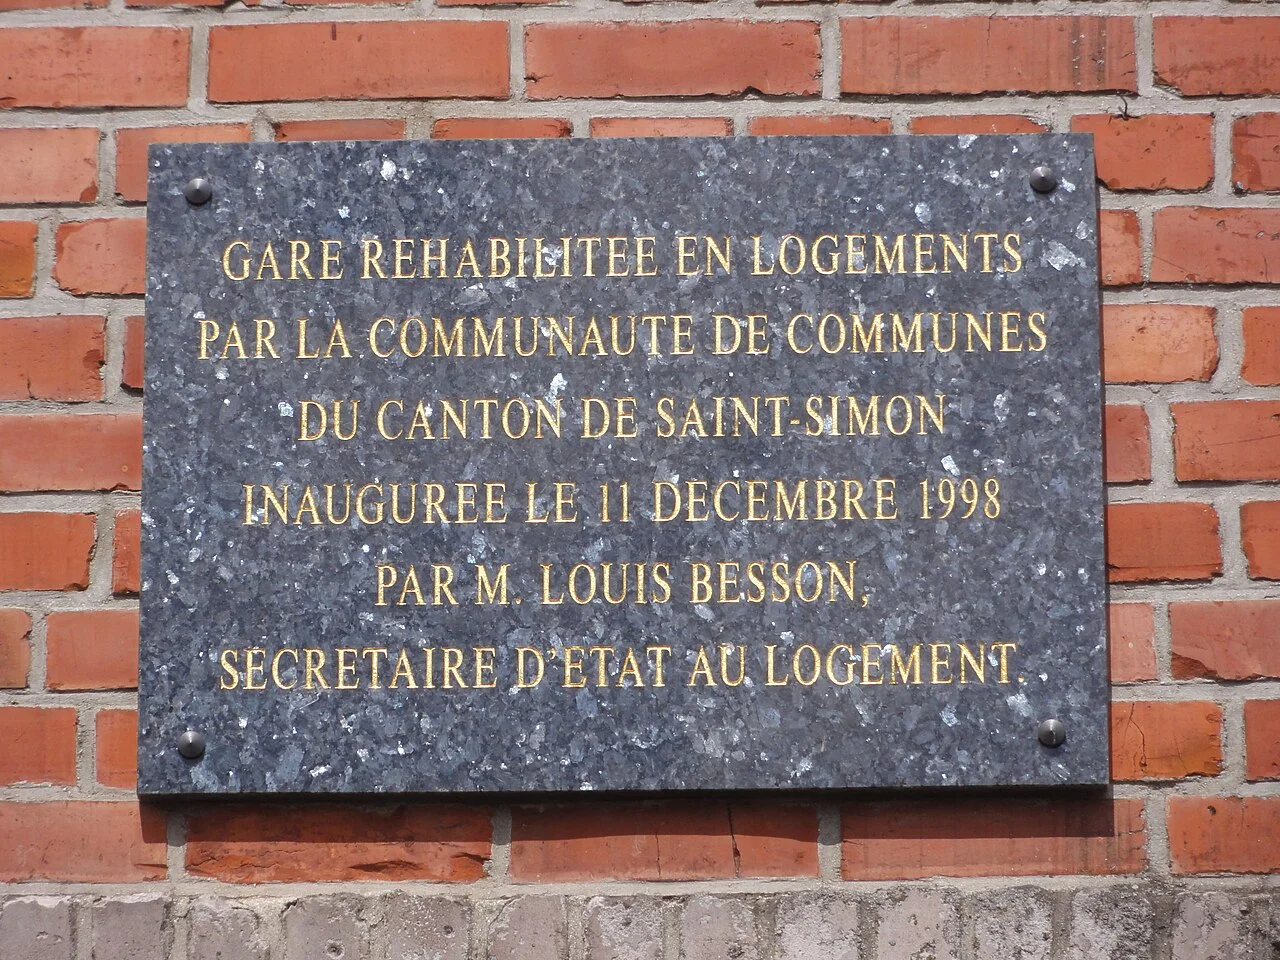 GARE REHABILITEE EN LOGEMENTS
PAR LA COMMUNAUTE DE COMMUNES
DU CANTON DE SAINT-SIMON
INAUGUREE LE 11 DECEMBRE 1998
PAR M. LOUIS BESSON,
SECRETAIRE D'ETAT AU LOGEMENT.